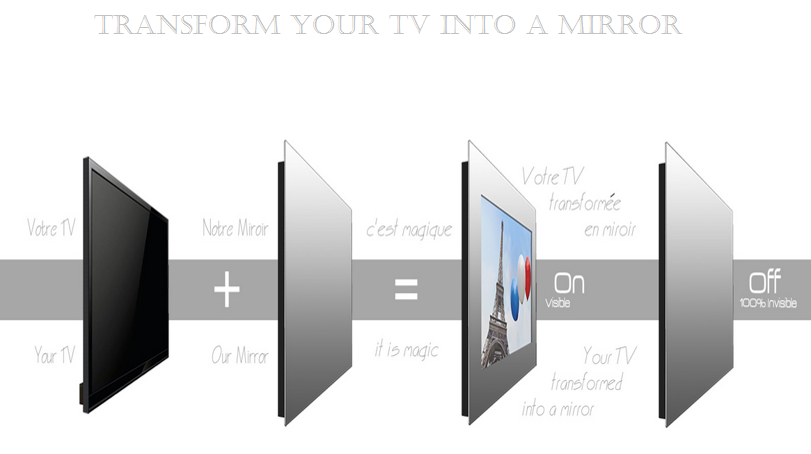 TRANSFORM YOUR TV INTO A MIRROR
Votre TV
Your TV
+
Notre Miroir
Our Mirror
c'est magique
=
it is magic
Votre TV
transformée
en miroir
On
Visible
Your TV
transformed
into a mirror
Off
100% invisible